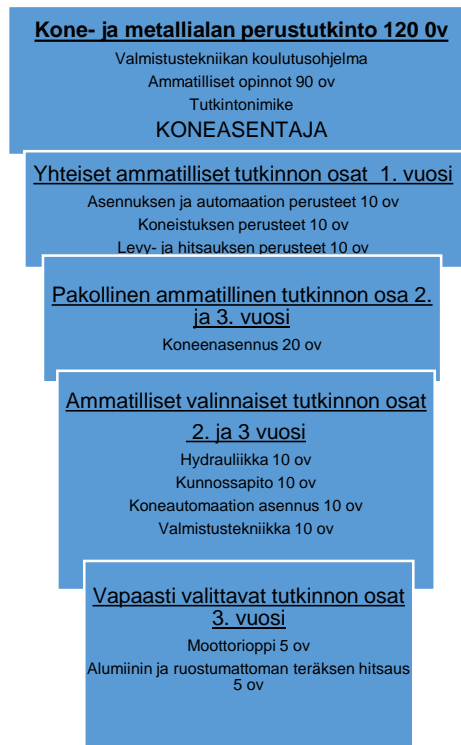 Kone- ja metallialan perustutkinto 120 0v
Valmistustekniikan koulutusohjelma
Ammatilliset opinnot 90 ov
Tutkintonimike
KONEASENTAJA
Yhteiset ammatilliset tutkinnon osat 1. vuosi
Asennuksen ja automaation perusteet 10 ov
Koneistuksen perusteet 10 ov
Levy- ja hitsauksen perusteet 10 ov
Pakollinen ammatillinen tutkinnon osa 2.
ja 3. vuosi
Koneenasennus 20 ov
Ammatilliset valinnaiset tutkinnon osat
2. ja 3 vuosi
Hydrauliikka 10 ov
Kunnossapito 10 ov
Koneautomaation asennus 10 ov
Valmistustekniikka 10 ov
Vapaasti valittavat tutkinnon osat
3. vuosi
Moottorioppi 5 ov
Alumiinin ja ruostumattoman teräksen hitsaus
5 ov